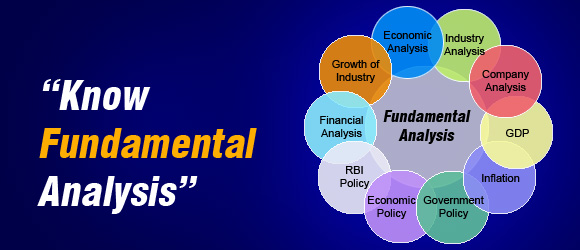 “Know
Fundamental
Analysis”
Fundamental
Analysis
Economic
Analysis
Industry
Analysis
Company
Analysis
GDP
Inflation
Government
Policy
Economic
Policy
RBI
Policy
Financial
Analysis
Growth of
Industry